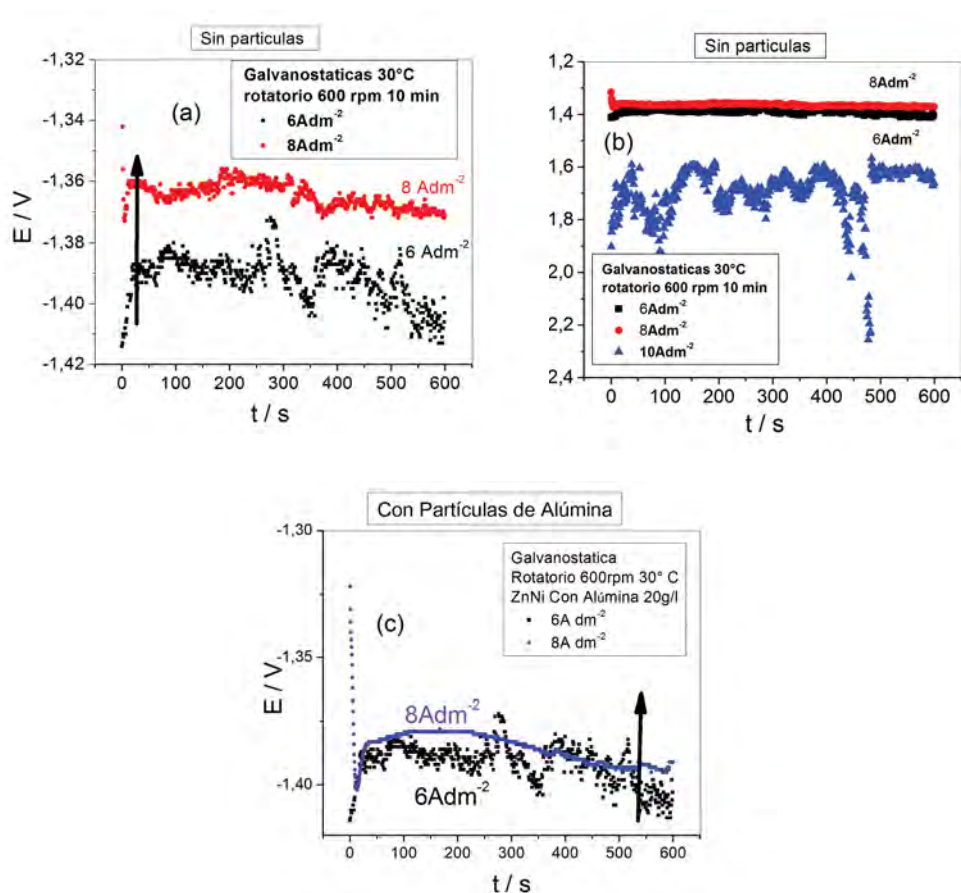 Sin particulas
-1,32
-1,34
-1,36
-1,38
-1,40
-1,42
E / V
(a)
Galvanostaticas 30°C
rotatorio 600 rpm 10 min
6Adm-2
8Adm-2
8 Adm-2
6 Adm-2
0 100 200 300 400 500 600
t / s
Sin particulas
1,2
1,4
1,6
1,8
2,0
2,2
2,4
8Adm-2
6Adm-2
(b)
Galvanostaticas 30°C
rotatorio 600 rpm 10 min
6Adm-2
8Adm-2
10Adm-2
0 100 200 300 400 500 600
t / s
Con Partículas de Alúmina
-1,30
-1,35
-1,40
E / V
(c)
Galvanostatica
Rotatorio 600rpm 30° C
ZnNi Con Alúmina 20g/l
6A dm-2
8A dm-2
8Adm-2
6Adm-2
0 100 200 300 400 500 600
t / s